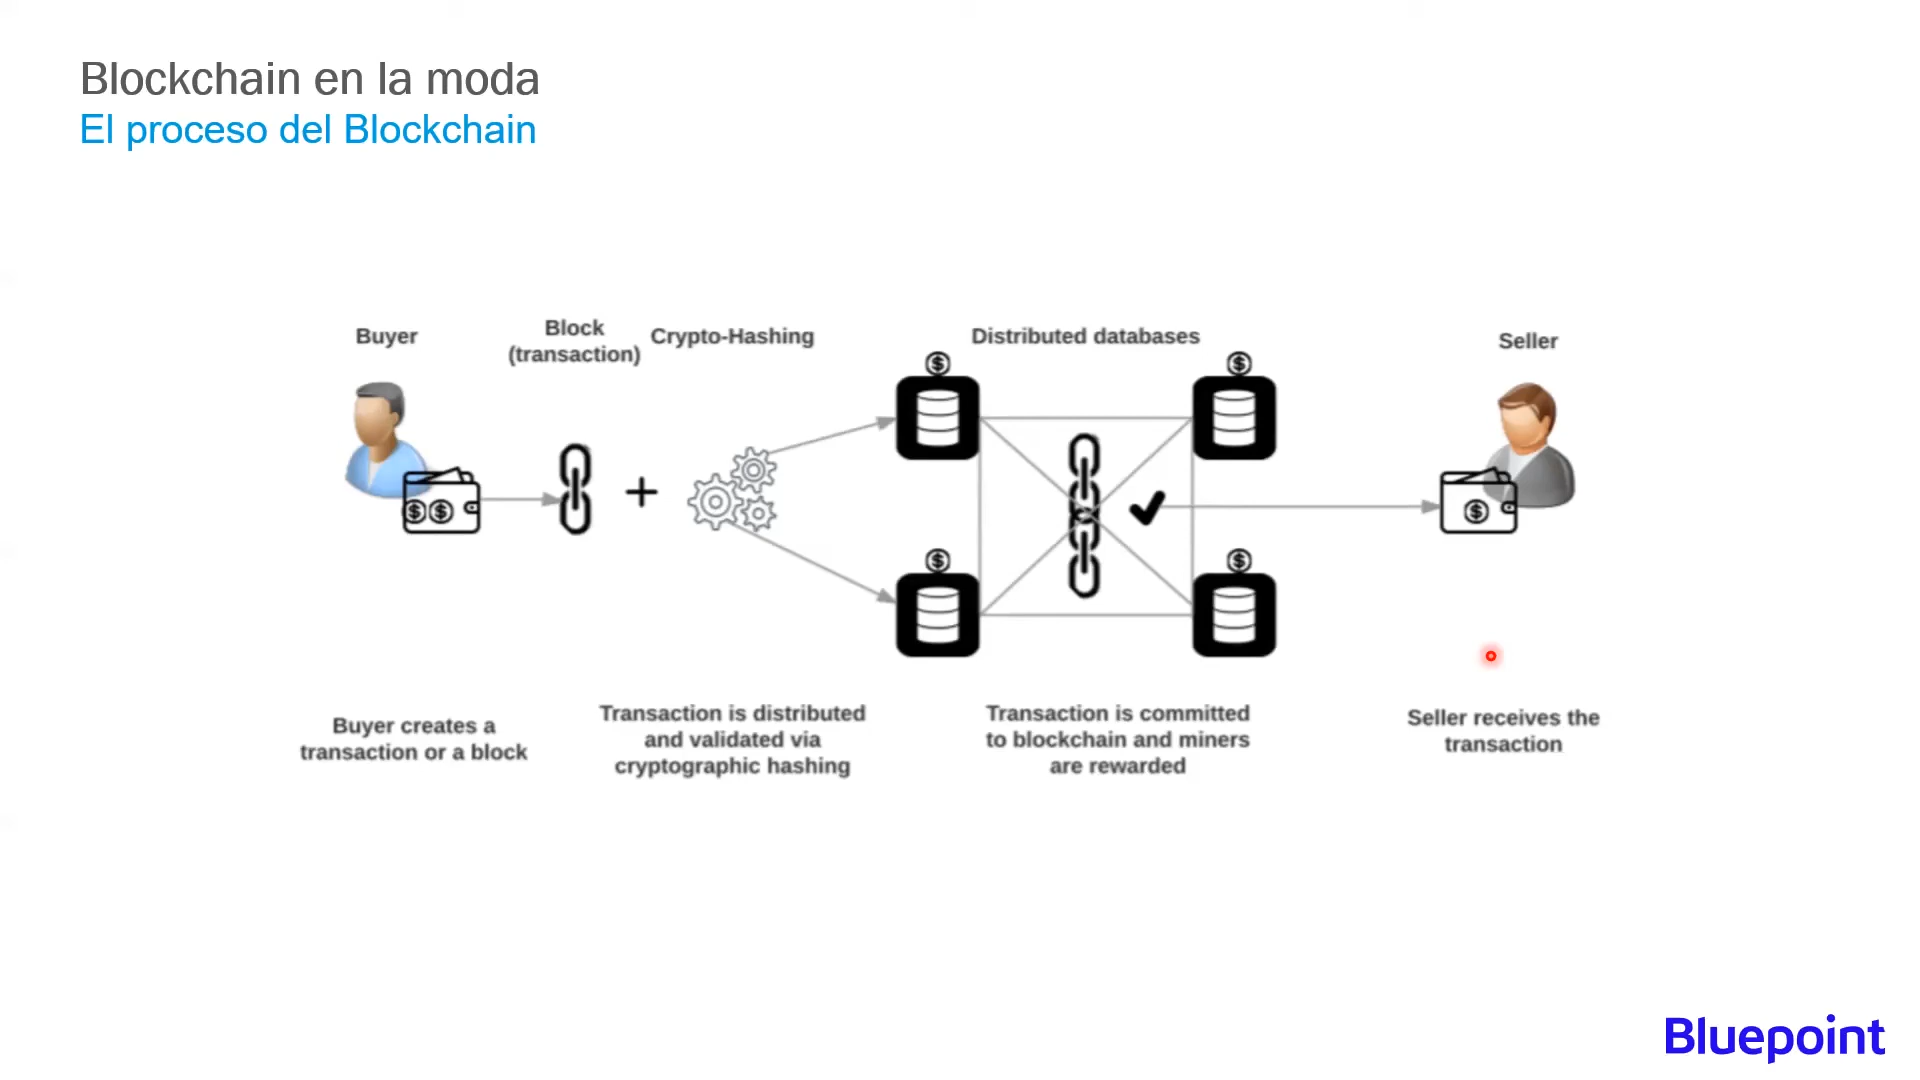 Blockchain en la moda
El proceso del Blockchain
Buyer
Block
(transaction)
Crypto-Hashing
Distributed databases
Seller
Buyer creates a
transaction or a block
Transaction is distributed
and validated via
cryptographic hashing
Transaction is committed
to blockchain and miners
are rewarded
Seller receives the
transaction
Bluepoint